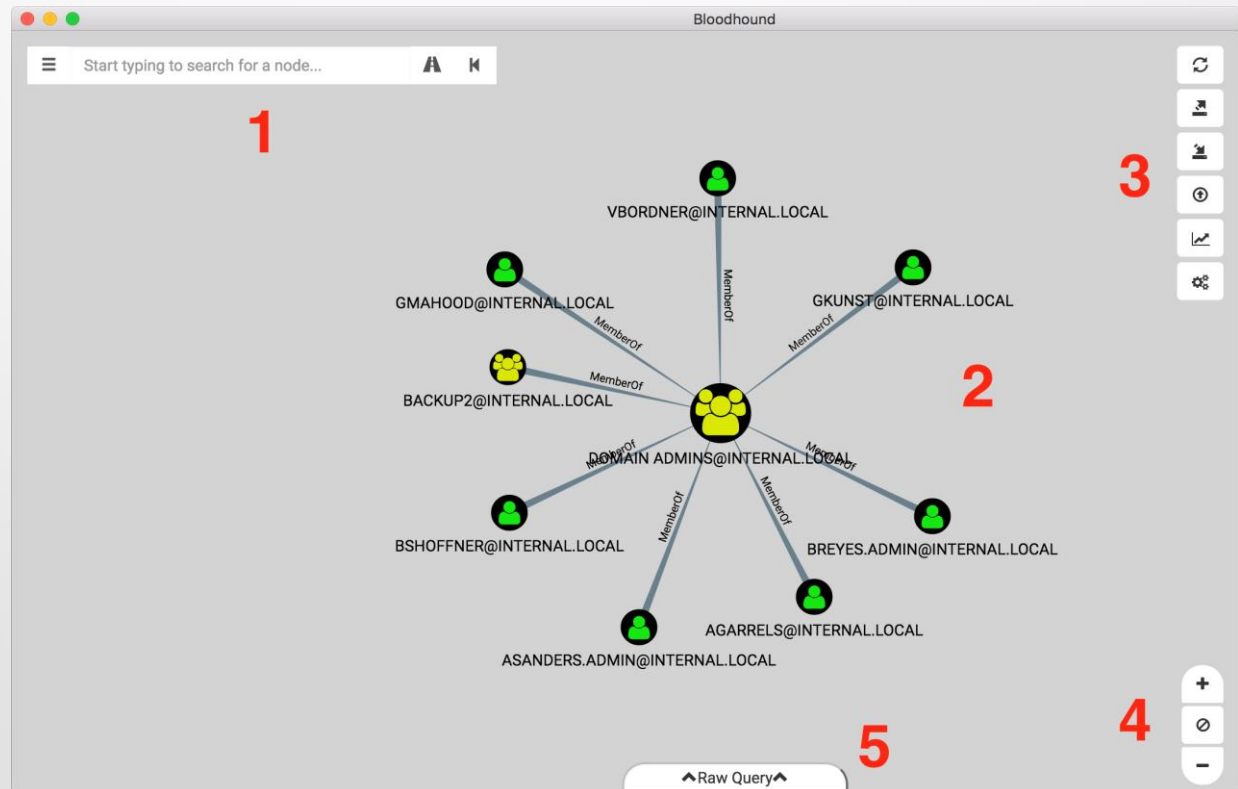 Bloodhound
Start typing to search for a node...
1
3
VBORDNER@INTERNAL.LOCAL
GMAHOOD@INTERNAL.LOCAL
GKUNST@INTERNAL.LOCAL
MemberOf
MemberOf
MemberOf
BACKUP2@INTERNAL.LOCAL
MemberOf
2
DOMAIN ADMINS@INTERNAL.LOCAL
MemberOf
MemberOf
MemberOf
MemberOf
BSHOFFNER@INTERNAL.LOCAL
BREYES.ADMIN@INTERNAL.LOCAL
AGARRELS@INTERNAL.LOCAL
ASANDERS.ADMIN@INTERNAL.LOCAL
4
5
Raw Query